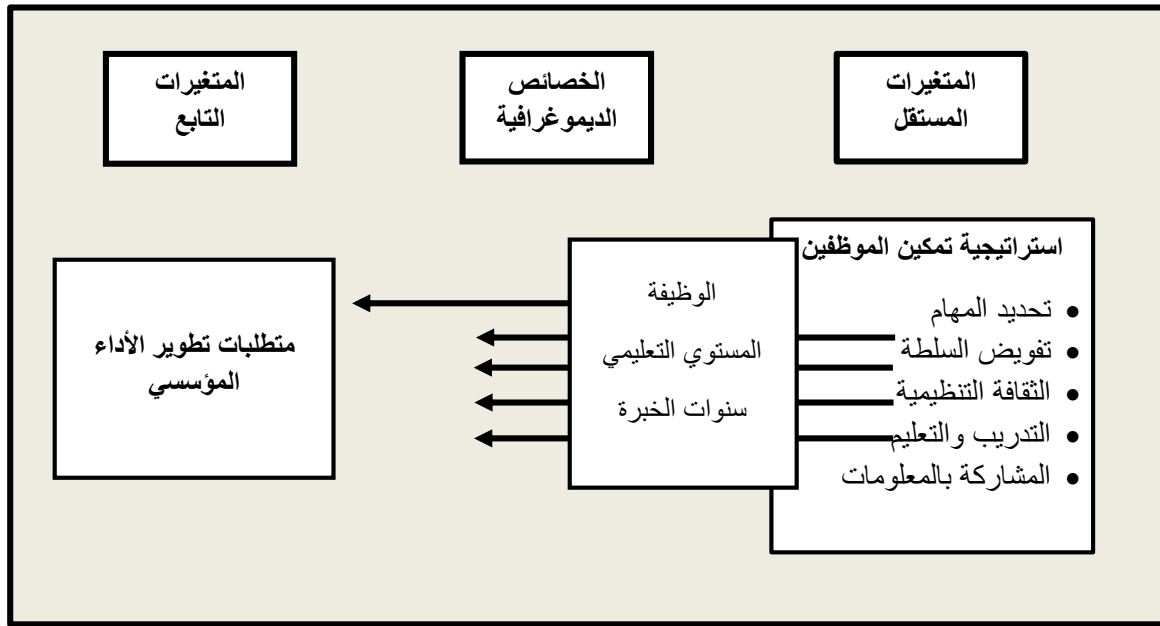 المتغيرات
المستقل
الخصائص
الديموغرافية
المتغيرات
التابع
استراتيجية تمكين الموظفين
• تحديد المهام
• تفويض السلطة
• الثقافة التنظيمية
• التدريب والتعليم
• المشاركة بالمعلومات
الوظيفة
المستوي التعليمي
سنوات الخبرة
متطلبات تطوير الأداء
المؤسسي